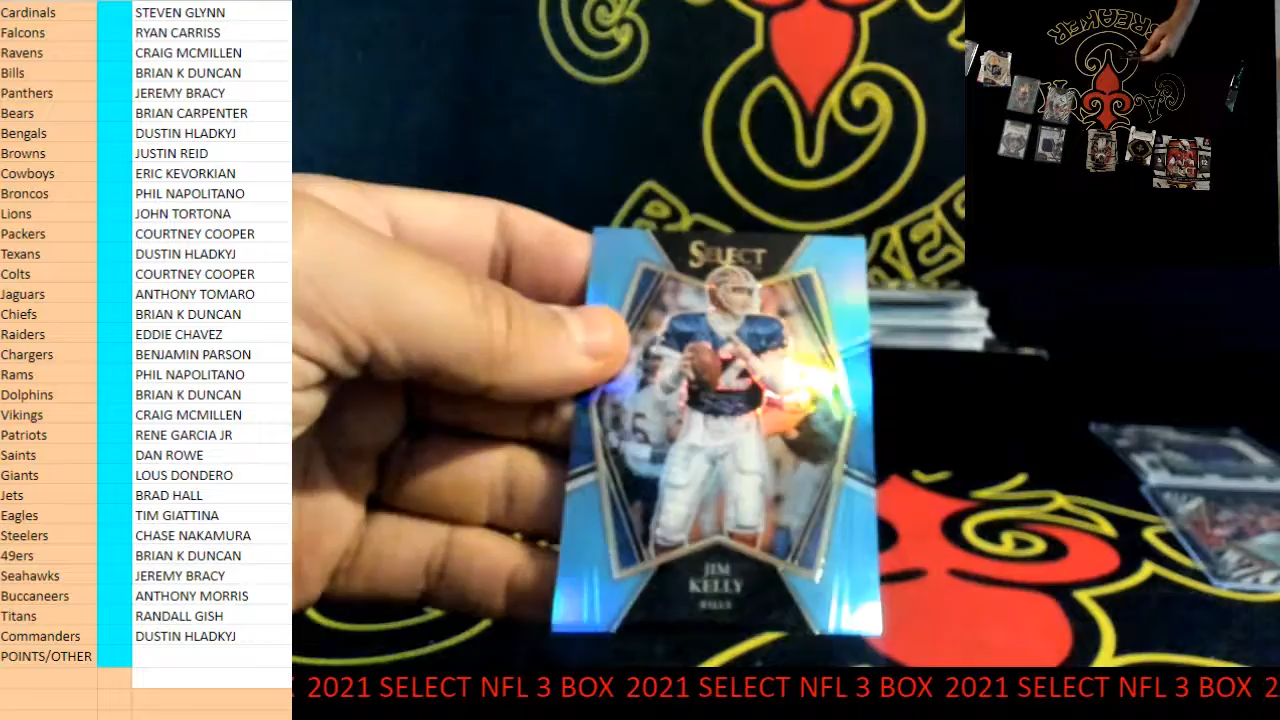 Cardinals STEVEN GLYNN
Falcons RYAN CARRISS
Ravens CRAIG MCMILLEN
Bills BRIAN K DUNCAN
Panthers JEREMY BRACY
Bears BRIAN CARPENTER
Bengals DUSTIN HLADKYJ
Browns JUSTIN REID
Cowboys ERIC KEVORKIAN
Broncos PHIL NAPOLITANO
Lions JOHN TORTONA
Packers COURTNEY COOPER
Texans DUSTIN HLADKYJ
Colts COURTNEY COOPER
Jaguars ANTHONY TOMARO
Chiefs BRIAN K DUNCAN
Raiders EDDIE CHAVEZ
Chargers BENJAMIN PARSON
Rams PHIL NAPOLITANO
Dolphins BRIAN K DUNCAN
Vikings CRAIG MCMILLEN
Patriots RENE GARCIA JR
Saints DAN ROWE
Giants LOUS DONDERO
Jets BRAD HALL
Eagles TIM GIATTINA
Steelers CHASE NAKAMURA
49ers BRIAN K DUNCAN
Seahawks JEREMY BRACY
Buccaneers ANTHONY MORRIS
Titans RANDALL GISH
Commanders DUSTIN HLADKYJ
POINTS/OTHER
SELECT
JIM
KELLY
BILLS
BREAKER
SELECT
2021 SELECT NFL 3 BOX 2021 SELECT NFL 3 BOX 2021 SELECT NFL 3 BOX 2